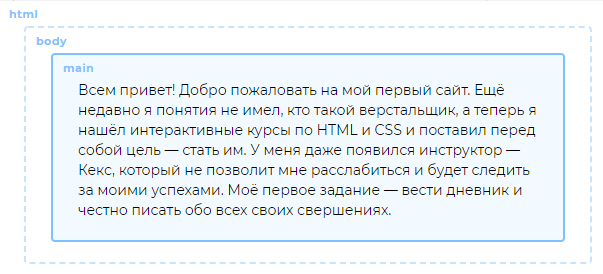 html
body
main
Всем привет! Добро пожаловать на мой первый сайт. Ещё
недавно я понятия не имел, кто такой верстальщик, а теперь я
нашёл интерактивные курсы по HTML и CSS и поставил перед
собой цель — стать им. У меня даже появился инструктор —
Кекс, который не позволит мне расслабиться и будет следить
за моими успехами. Моё первое задание — вести дневник и
честно писать обо всех своих свершениях.